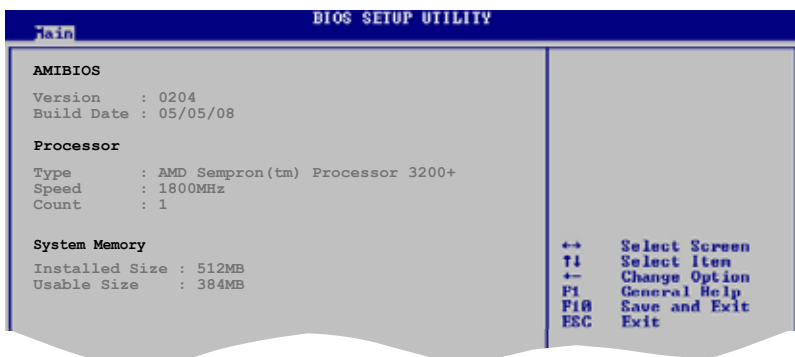 BIOS SETUP UTILITY
Main
AMIBIOS
Version : 0204
Build Date : 05/05/08
Processor
Type : AMD Sempron(tm) Processor 3200+
Speed : 1800MHz
Count : 1
System Memory
Installed Size : 512MB
Usable Size : 384MB
↔ Select Screen
↑↓ Select Item
+- Change Option
F1 General Help
F10 Save and Exit
ESC Exit